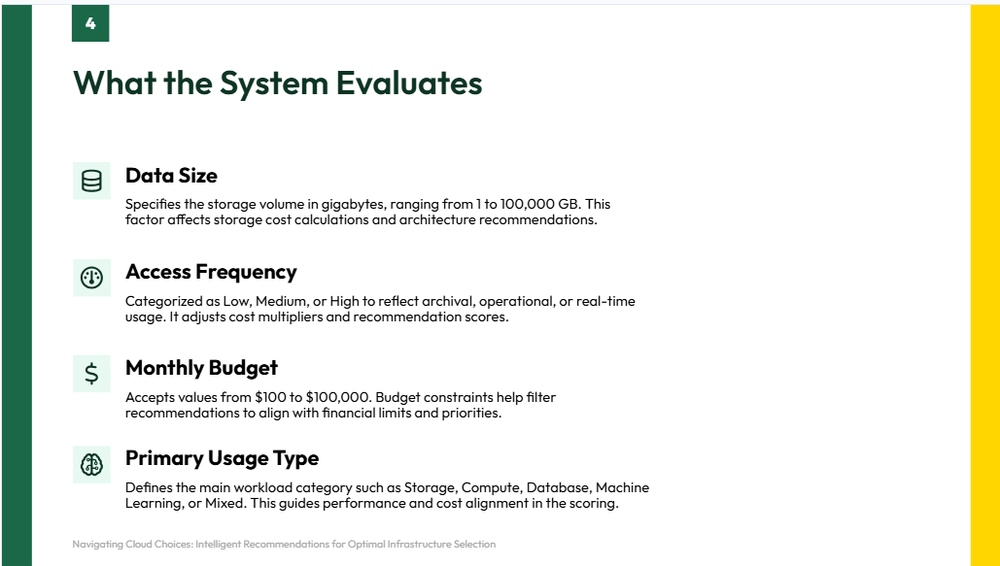 4
What the System Evaluates
Data Size
Specifies the storage volume in gigabytes, ranging from 1 to 100,000 GB. This
factor affects storage cost calculations and architecture recommendations.
Access Frequency
Categorized as Low, Medium, or High to reflect archival, operational, or real-time
usage. It adjusts cost multipliers and recommendation scores.
Monthly Budget
Accepts values from $100 to $100,000. Budget constraints help filter
recommendations to align with financial limits and priorities.
Primary Usage Type
Defines the main workload category such as Storage, Compute, Database, Machine
Learning, or Mixed. This guides performance and cost alignment in the scoring.
Navigating Cloud Choices: Intelligent Recommendations for Optimal Infrastructure Selection